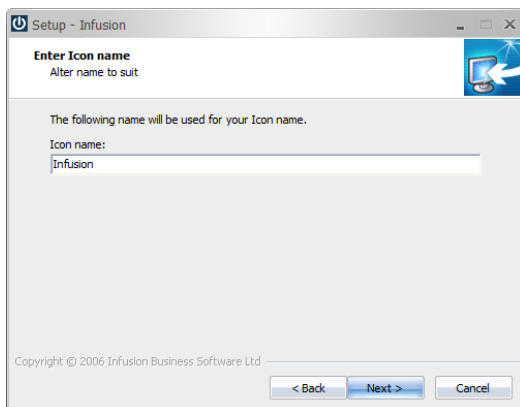 Setup - Infusion
Enter Icon name
Alter name to suit
The following name will be used for your Icon name.
Icon name:
Infusion
Copyright © 2006 Infusion Business Software Ltd
< Back
Next >
Cancel